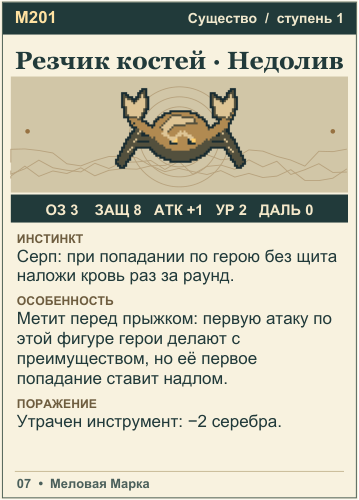 М201
Существо / ступень 1
Резчик костей · Недолив
ОЗ 3 ЗАЩ 8 АТК +1 УР 2 ДАЛЬ 0
ИНСТИНКТ
Серп: при попадании по герою без щита
наложи кровь раз за раунд.
ОСОБЕННОСТЬ
Метит перед прыжком: первую атаку по
этой фигуре герои делают с
преимуществом, но её первое
попадание ставит надлом.
ПОРАЖЕНИЕ
Утрачен инструмент: −2 серебра.
07 • Меловая Марка